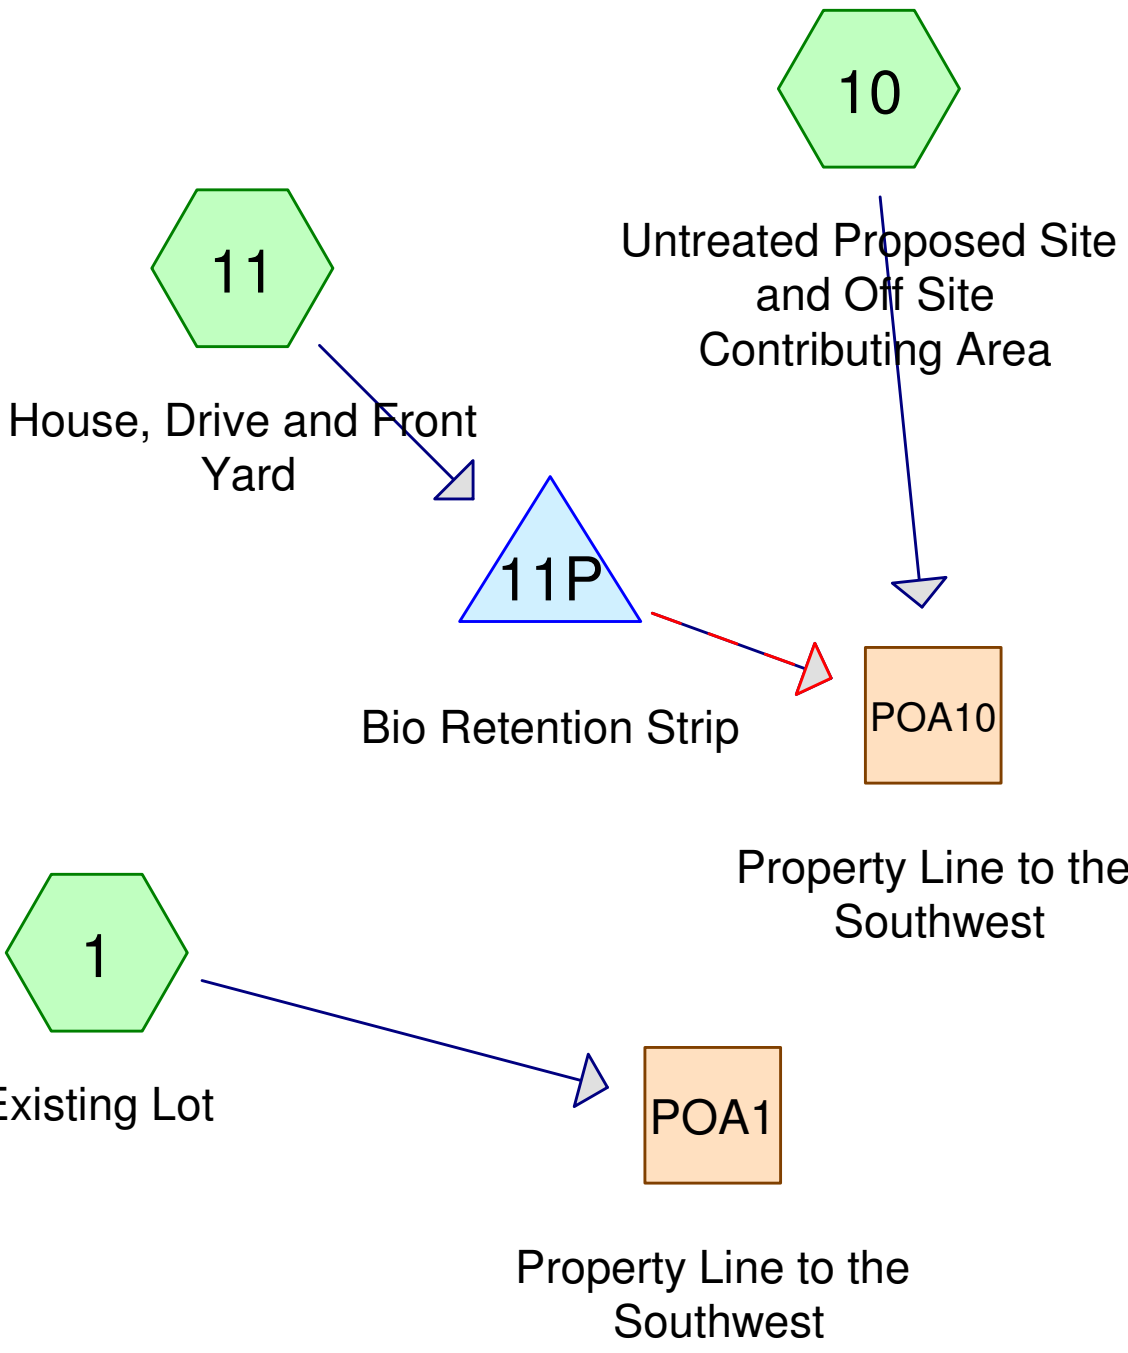 10
Untreated Proposed Site
and Off Site
Contributing Area
11
House, Drive and Front
Yard
11P
Bio Retention Strip
POA10
Property Line to the
Southwest
1
Existing Lot
POA1
Property Line to the
Southwest